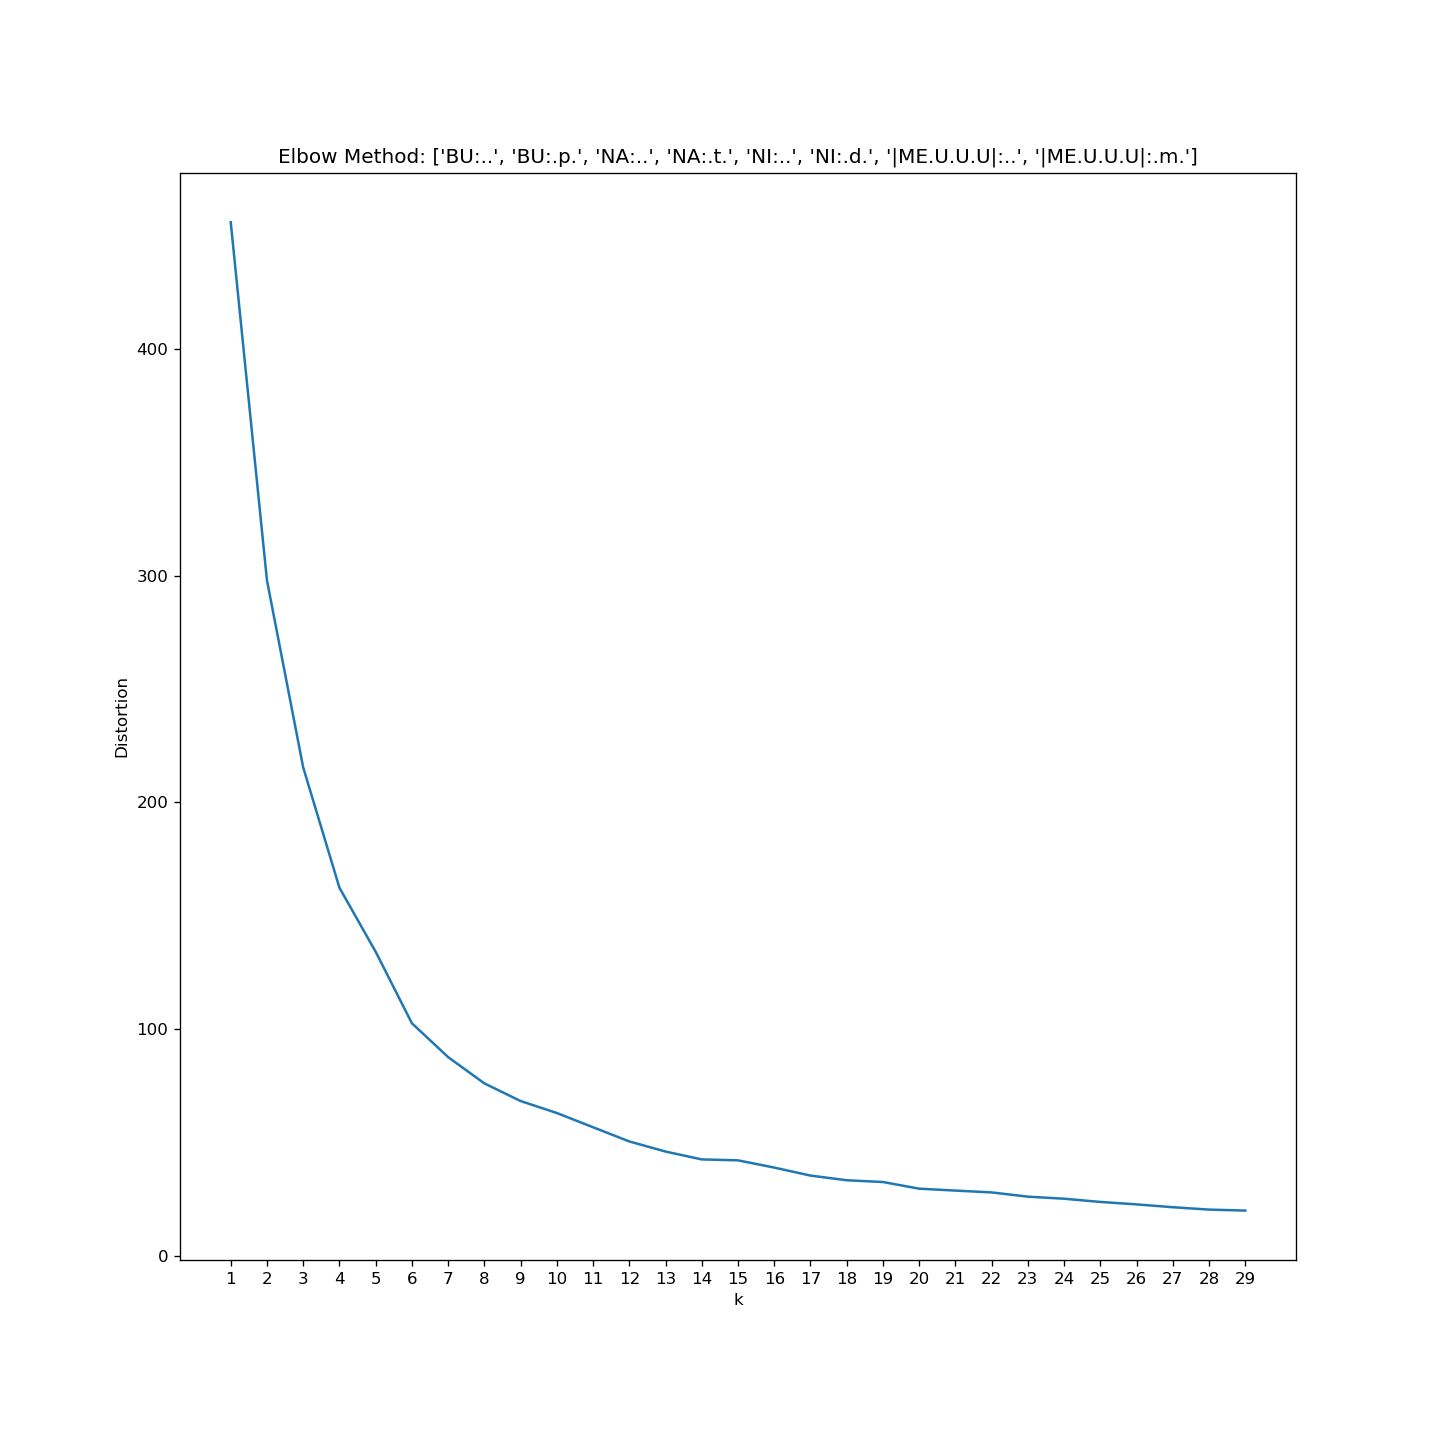 Elbow Method: ['BU:..', 'BU:.p.', 'NA:..', 'NA:.t.', 'NI:..', 'NI:.d.', '|ME.U.U.U|:..', '|ME.U.U.U|:.m.']
400
300
200
100
0
Distortion
1 2 3 4 5 6 7 8 9 10 11 12 13 14 15 16 17 18 19 20 21 22 23 24 25 26 27 28 29
k